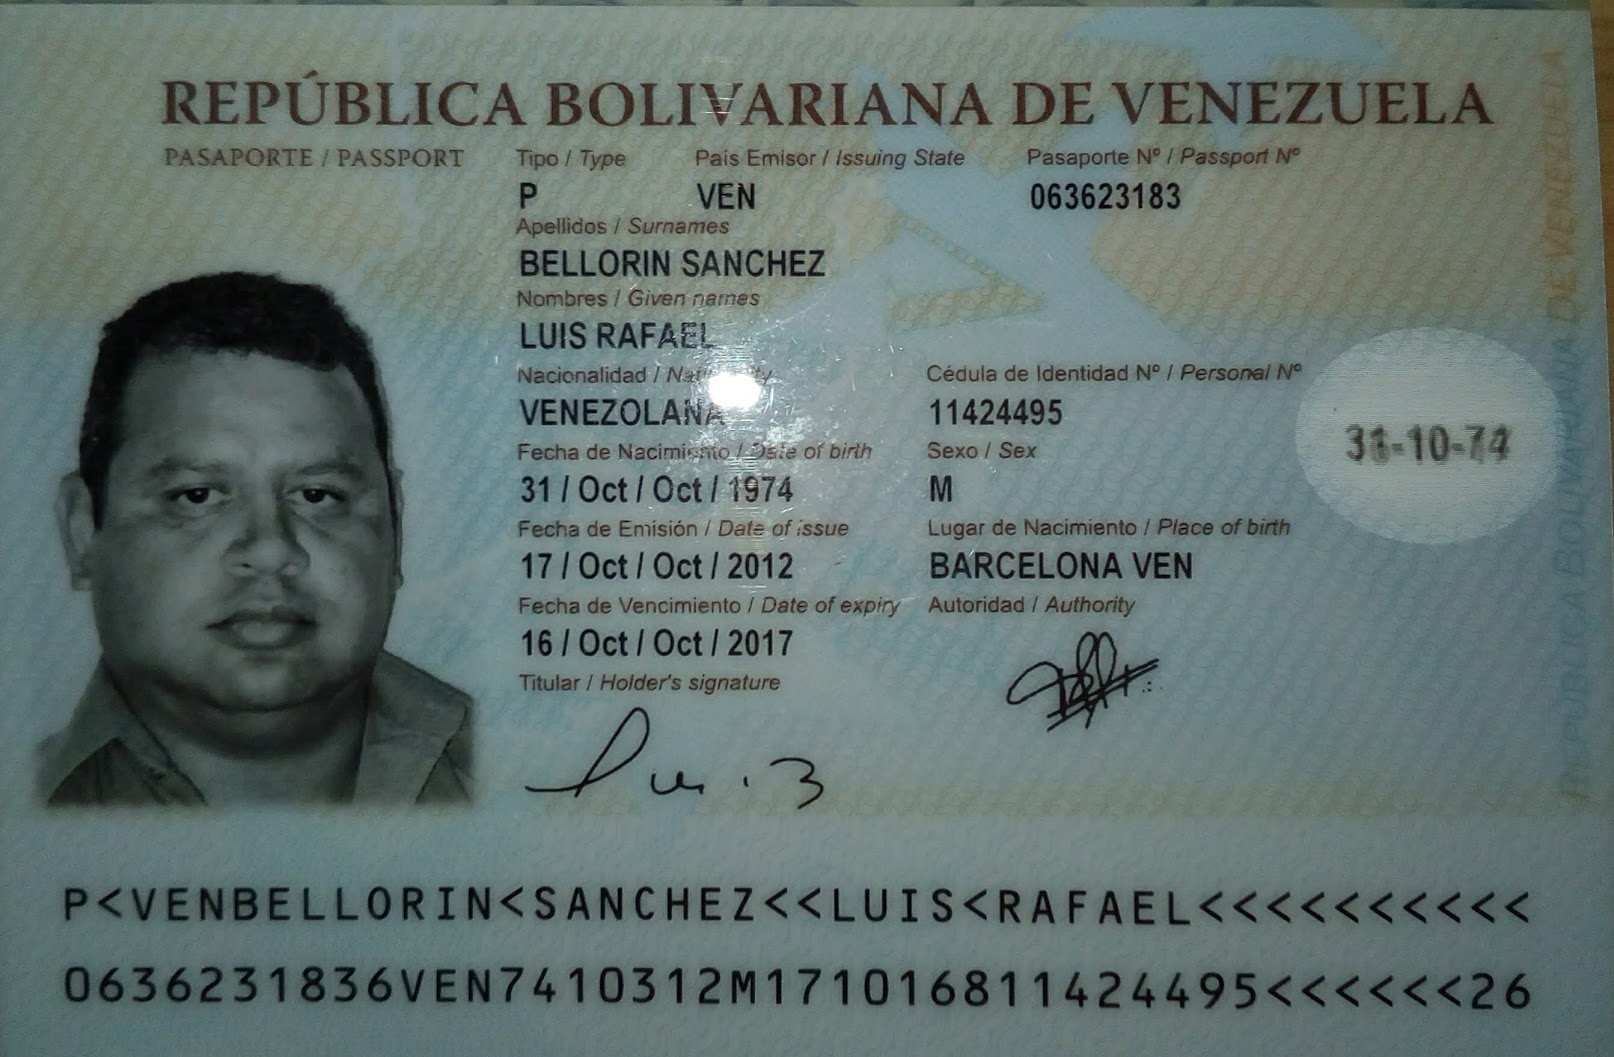 REPÚBLICA BOLIVARIANA DE VENEZUELA
PASAPORTE / PASSPORT Tipo / Type País Emisor / Issuing State Pasaporte Nº / Passport Nº
P VEN 063623183
Apellidos / Surnames
BELLORIN SANCHEZ
Nombres / Given names
LUIS RAFAEL
Nacionalidad / Nationality Cédula de Identidad Nº / Personal Nº
VENEZOLANA 11424495
Fecha de Nacimiento / Date of birth Sexo / Sex
31 / Oct / Oct / 1974 M
31-10-74
Fecha de Emisión / Date of issue Lugar de Nacimiento / Place of birth
17 / Oct / Oct / 2012 BARCELONA VEN
Fecha de Vencimiento / Date of expiry Autoridad / Authority
16 / Oct / Oct / 2017
Titular / Holder's signature
P<VENBELLORIN<SANCHEZ<<LUIS<RAFAEL<<<<<<<<<<
0636231836VEN7410312M171016811424495<<<<<<26
REPÚBLICA BOLIVARIANA DE VENEZUELA